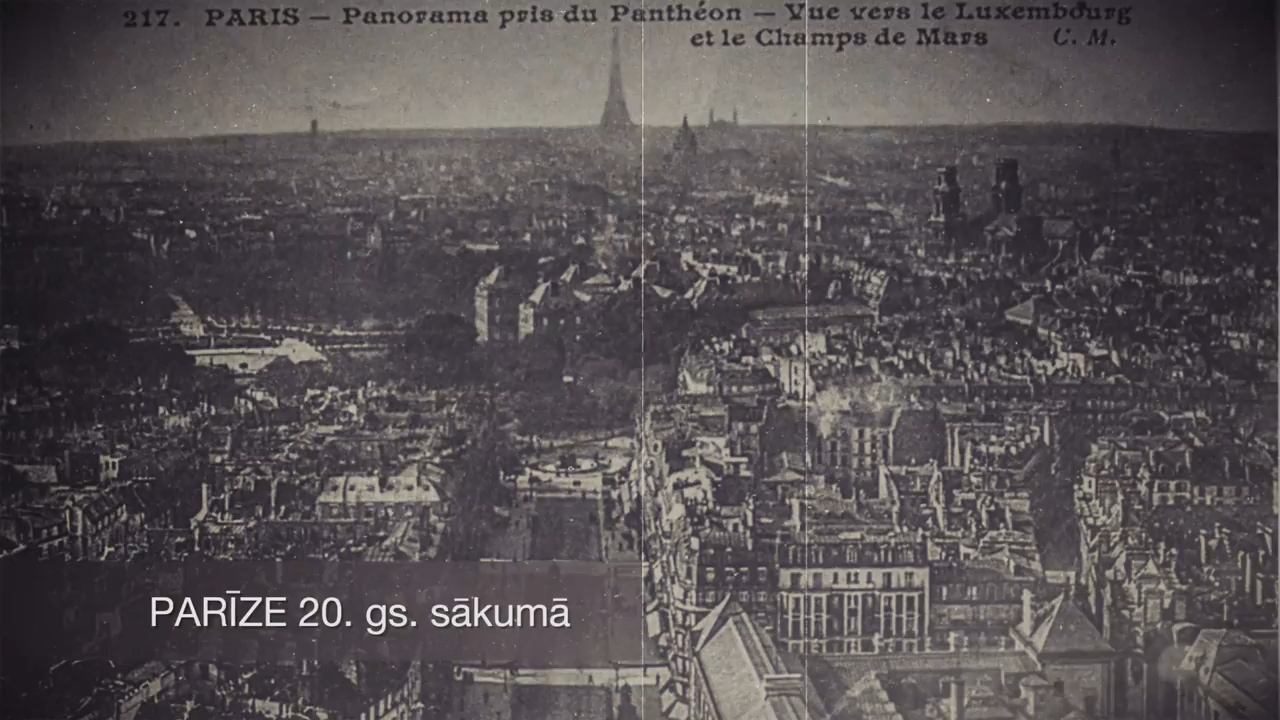 217. PARIS — Panorama pris du Panthéon — Vue vers le Luxembourg
et le Champs de Mars C. M.
PARĪZE 20. gs. sākumā